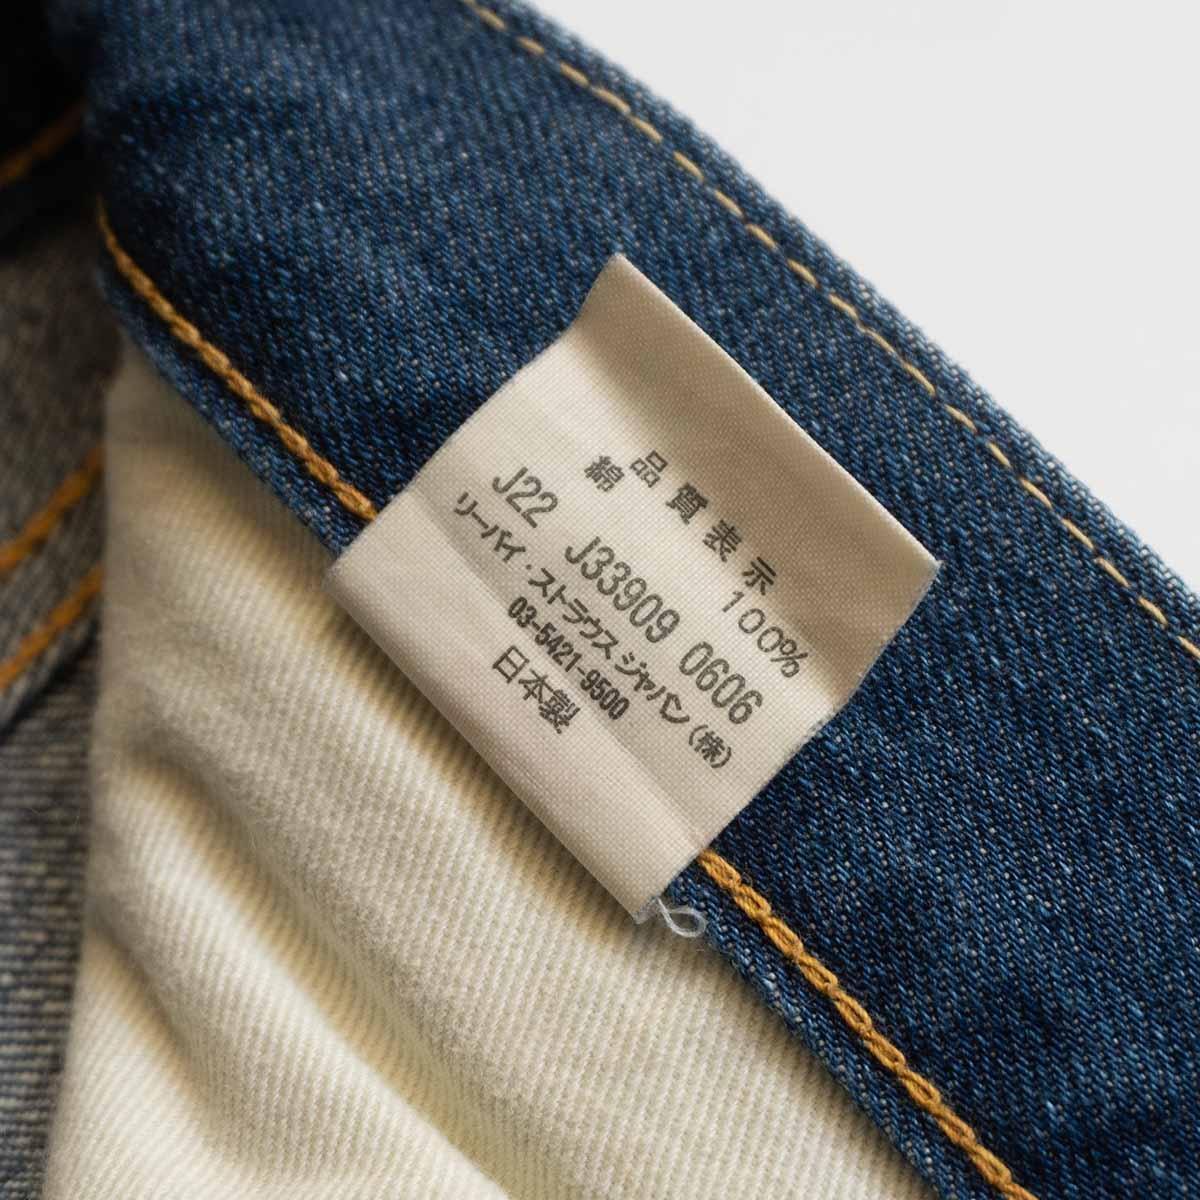 品質表示
綿 100%
J22 J33909 0606
リーバイ・ストラウス ジャパン（株）
03-5421-9500
日本製